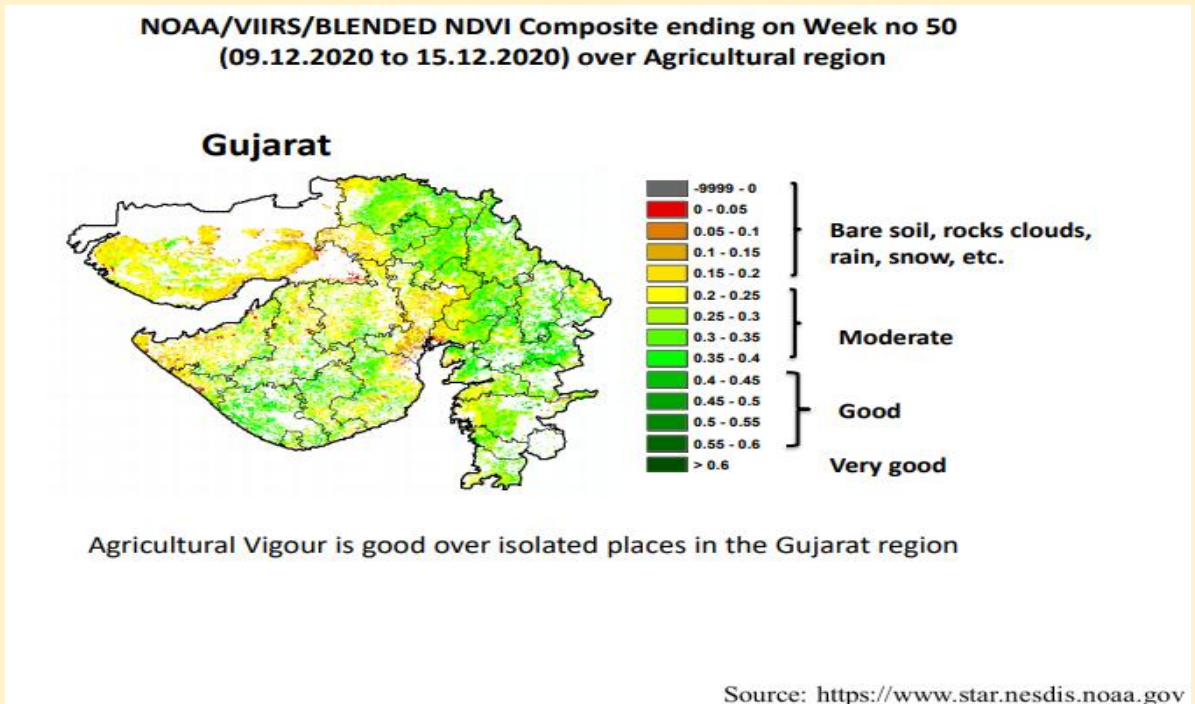 NOAA/VIIRS/BLENDED NDVI Composite ending on Week no 50
(09.12.2020 to 15.12.2020) over Agricultural region
Gujarat
-9999 - 0
0 - 0.05
0.05 - 0.1
0.1 - 0.15
0.15 - 0.2
0.2 - 0.25
0.25 - 0.3
0.3 - 0.35
0.35 - 0.4
0.4 - 0.45
0.45 - 0.5
0.5 - 0.55
0.55 - 0.6
> 0.6
Bare soil, rocks clouds,
rain, snow, etc.
Moderate
Good
Very good
Agricultural Vigour is good over isolated places in the Gujarat region
Source: https://www.star.nesdis.noaa.gov